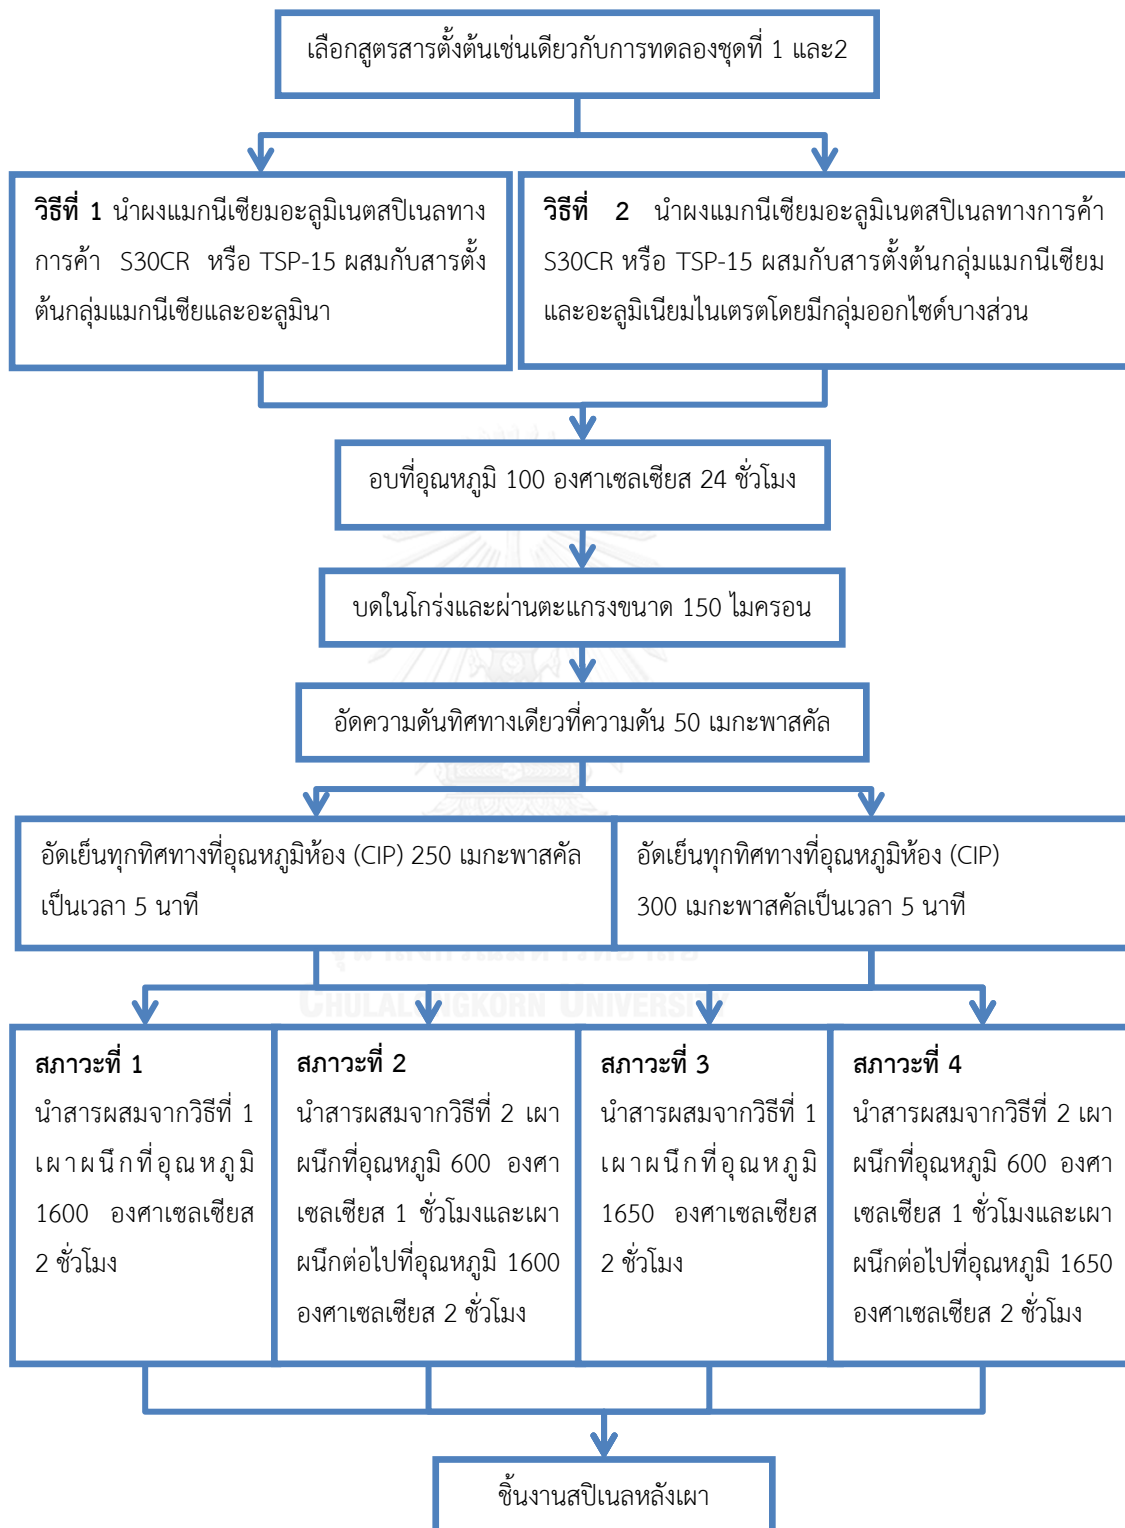 เลือกสูตรสารตั้งต้นเช่นเดียวกับการทดลองชุดที่ 1 และ2
วิธีที่ 1 นำผงแมกนีเซียมอะลูมิเนตสปิเนลทาง
การค้า S30CR หรือ TSP-15 ผสมกับสารตั้ง
ต้นกลุ่มแมกนีเซียและอะลูมินา
วิธีที่ 2 นำผงแมกนีเซียมอะลูมิเนตสปิเนลทางการค้า
S30CR หรือ TSP-15 ผสมกับสารตั้งต้นกลุ่มแมกนีเซียม
และอะลูมิเนียมไนเตรตโดยมีกลุ่มออกไซด์บางส่วน
อบที่อุณหภูมิ 100 องศาเซลเซียส 24 ชั่วโมง
บดในโกร่งและผ่านตะแกรงขนาด 150 ไมครอน
อัดความดันทิศทางเดียวที่ความดัน 50 เมกะพาสคัล
อัดเย็นทุกทิศทางที่อุณหภูมิห้อง (CIP) 250 เมกะพาสคัล
เป็นเวลา 5 นาที
อัดเย็นทุกทิศทางที่อุณหภูมิห้อง (CIP)
300 เมกะพาสคัลเป็นเวลา 5 นาที
จุฬาลงกรณ์มหาวิทยาลัย
CHULALONGKORN UNIVERSITY
สภาวะที่ 1
นำสารผสมจากวิธีที่ 1
เผาผนึกที่อุณหภูมิ
1600 องศาเซลเซียส
2 ชั่วโมง
สภาวะที่ 2
นำสารผสมจากวิธีที่ 2 เผา
ผนึกที่อุณหภูมิ 600 องศา
เซลเซียส 1 ชั่วโมงและเผา
ผนึกต่อไปที่อุณหภูมิ 1600
องศาเซลเซียส 2 ชั่วโมง
สภาวะที่ 3
นำสารผสมจากวิธีที่ 1
เผาผนึกที่อุณหภูมิ
1650 องศาเซลเซียส
2 ชั่วโมง
สภาวะที่ 4
นำสารผสมจากวิธีที่ 2 เผา
ผนึกที่อุณหภูมิ 600 องศา
เซลเซียส 1 ชั่วโมงและเผา
ผนึกต่อไปที่อุณหภูมิ 1650
องศาเซลเซียส 2 ชั่วโมง
ชิ้นงานสปิเนลหลังเผา